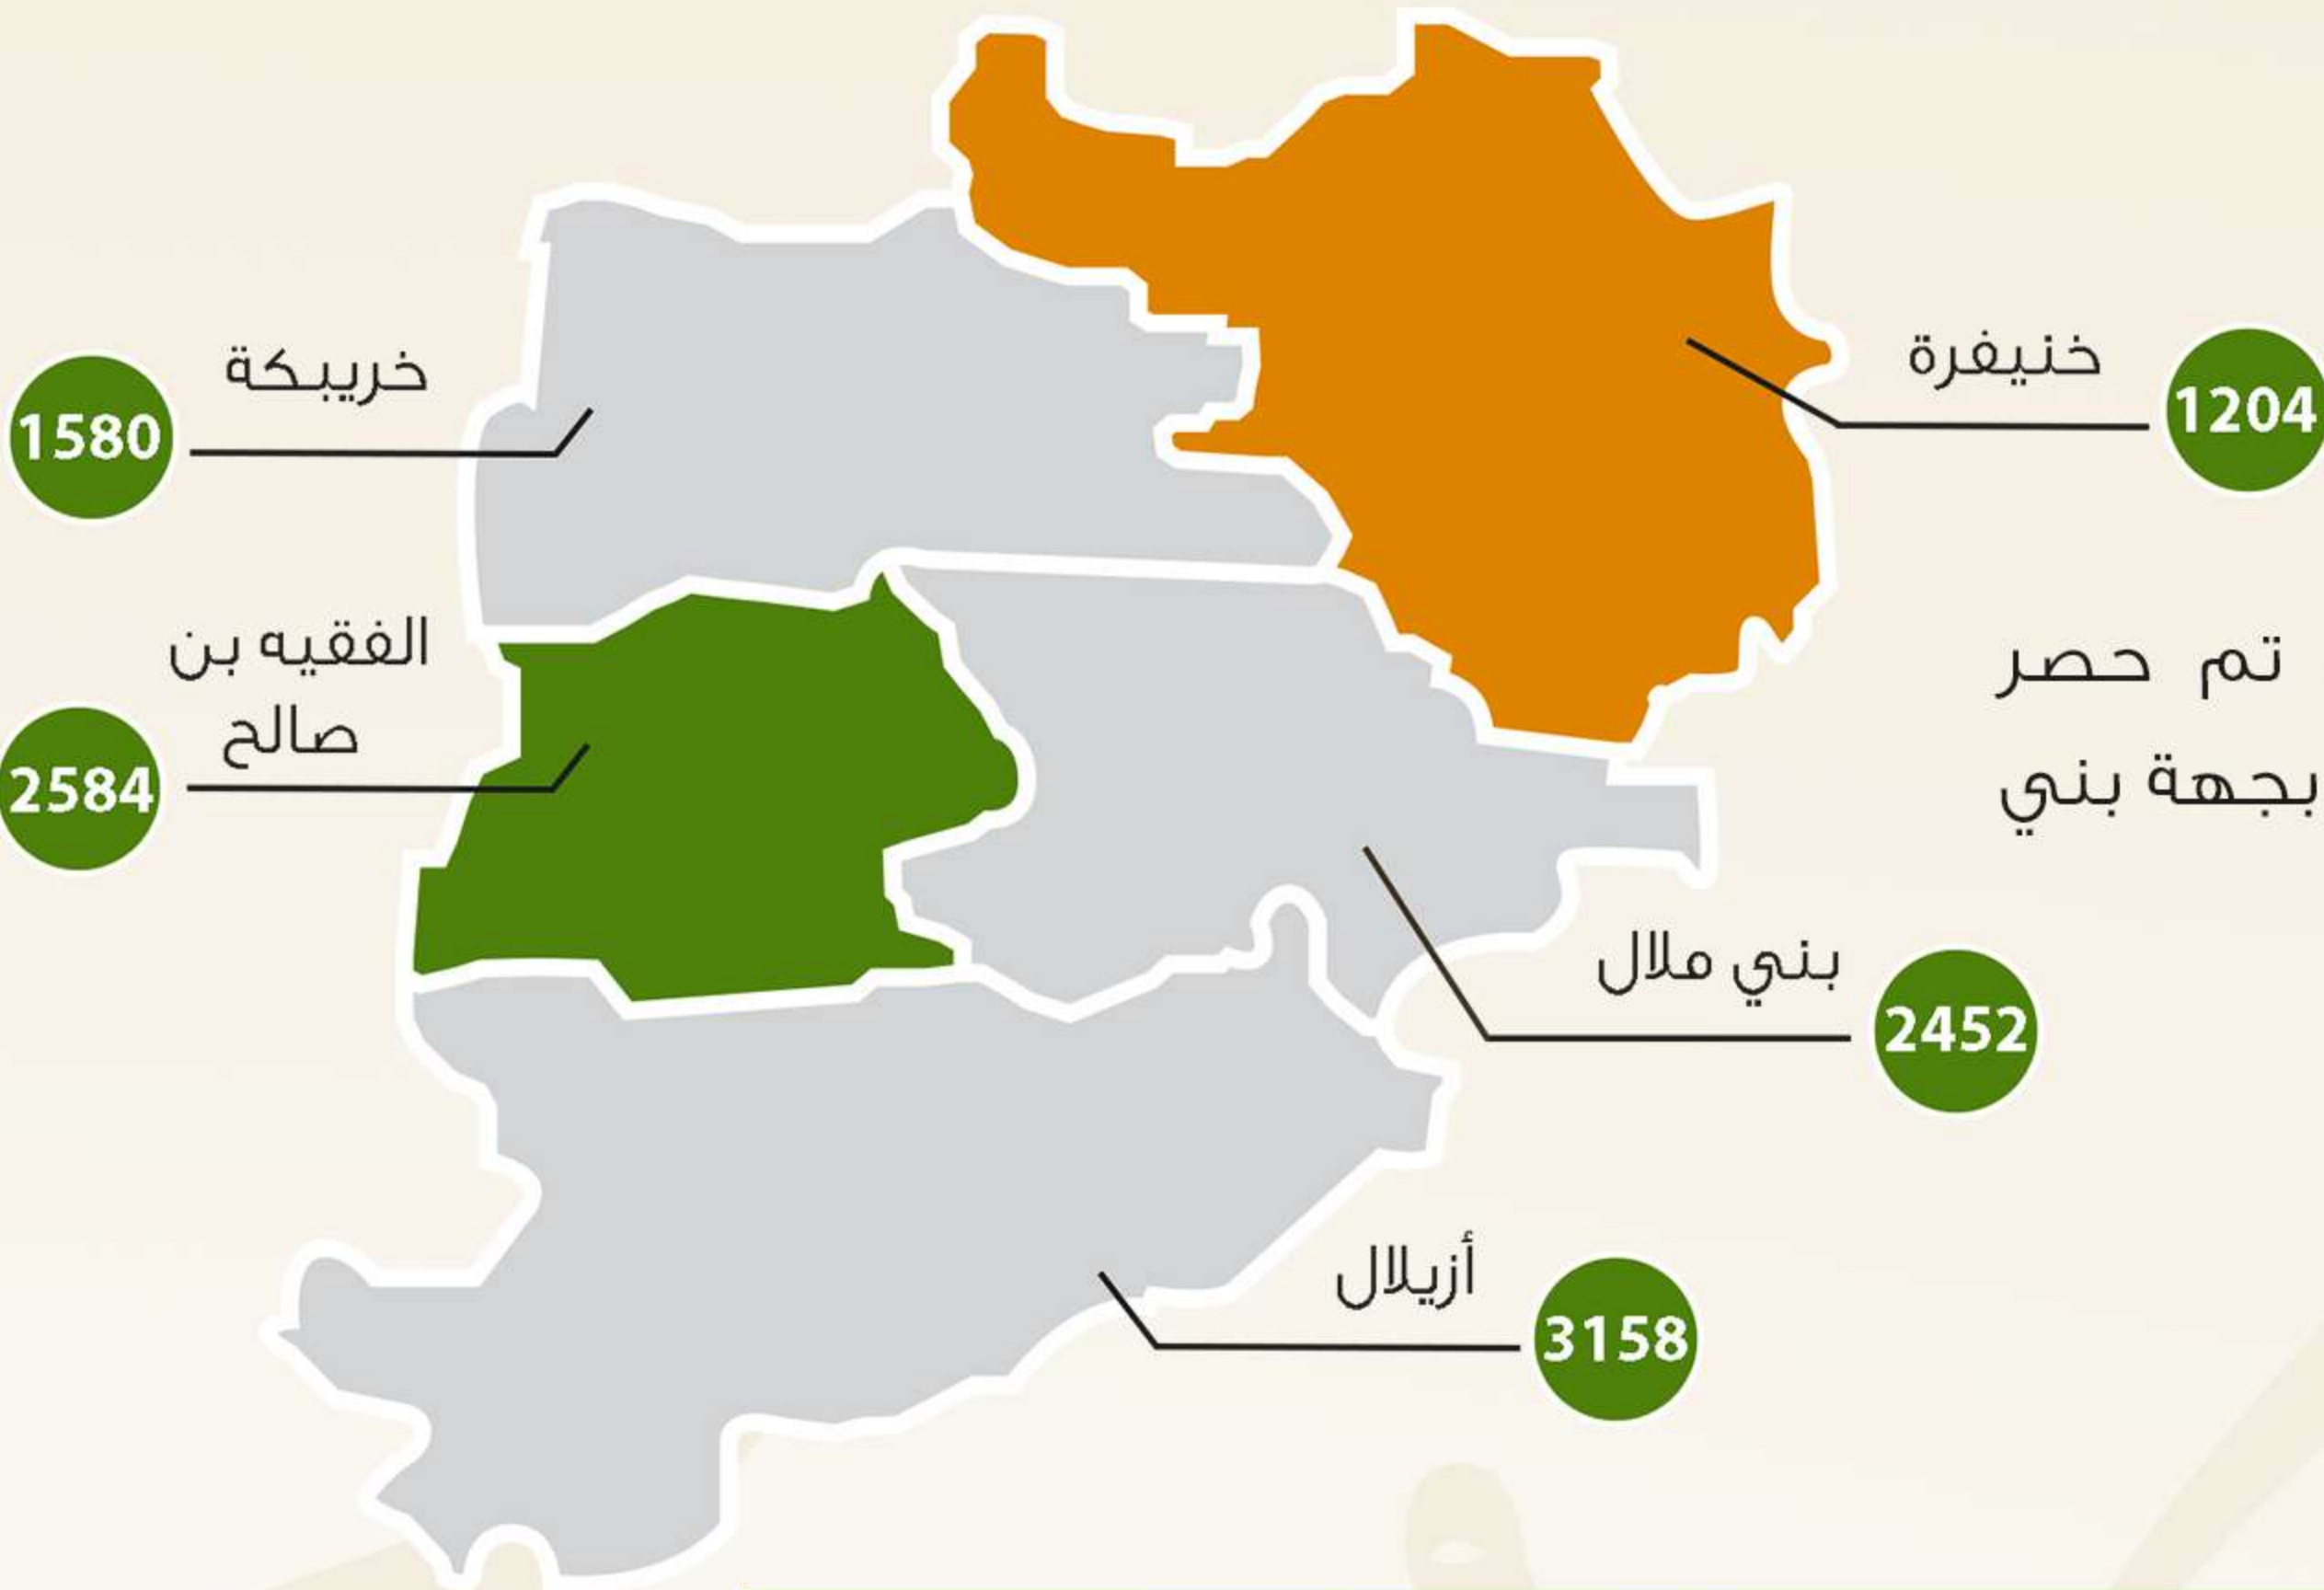 خنيفرة
1204
خريبكة
1580
الفقيه بن
صالح
2584
تم حصر
بجهة بني
بني ملال
2452
أزيلال
3158